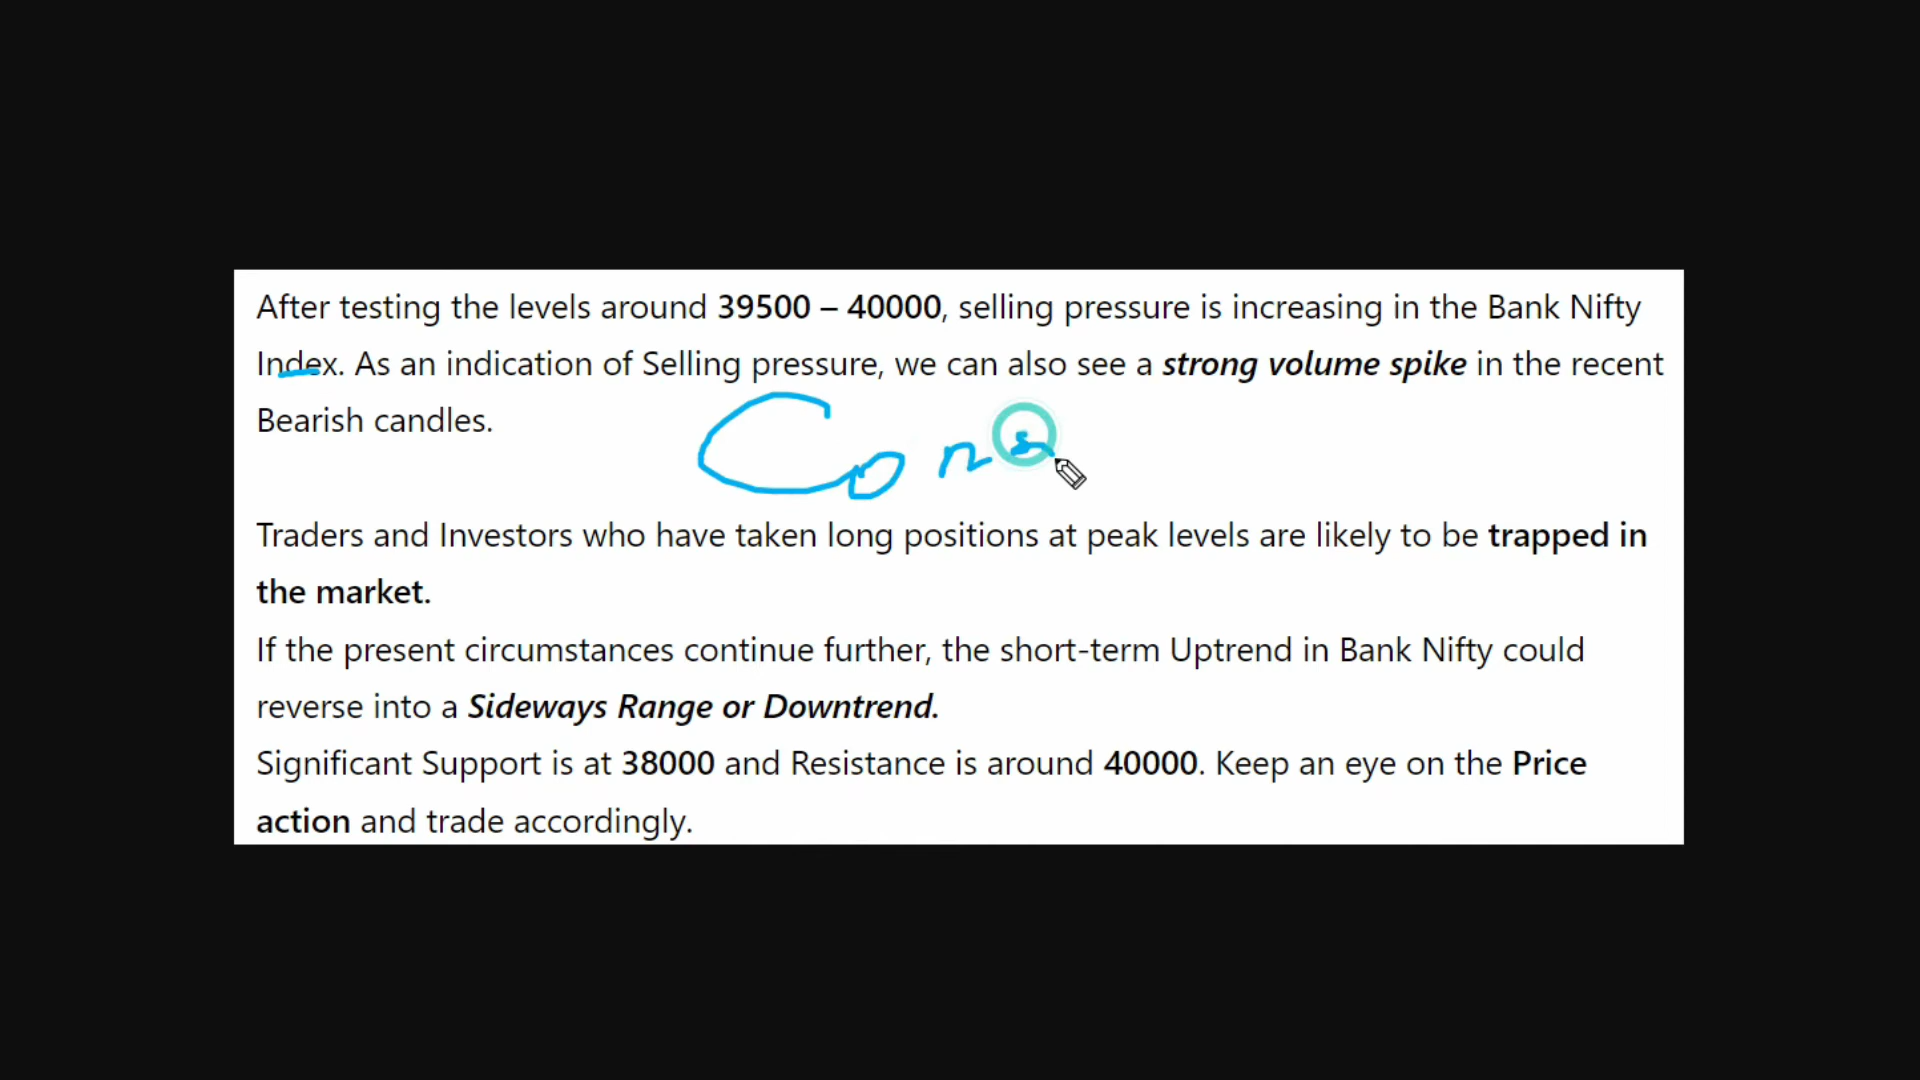 After testing the levels around 39500 – 40000, selling pressure is increasing in the Bank Nifty
Index. As an indication of Selling pressure, we can also see a strong volume spike in the recent
Bearish candles.
Con
Traders and Investors who have taken long positions at peak levels are likely to be trapped in
the market.
If the present circumstances continue further, the short-term Uptrend in Bank Nifty could
reverse into a Sideways Range or Downtrend.
Significant Support is at 38000 and Resistance is around 40000. Keep an eye on the Price
action and trade accordingly.